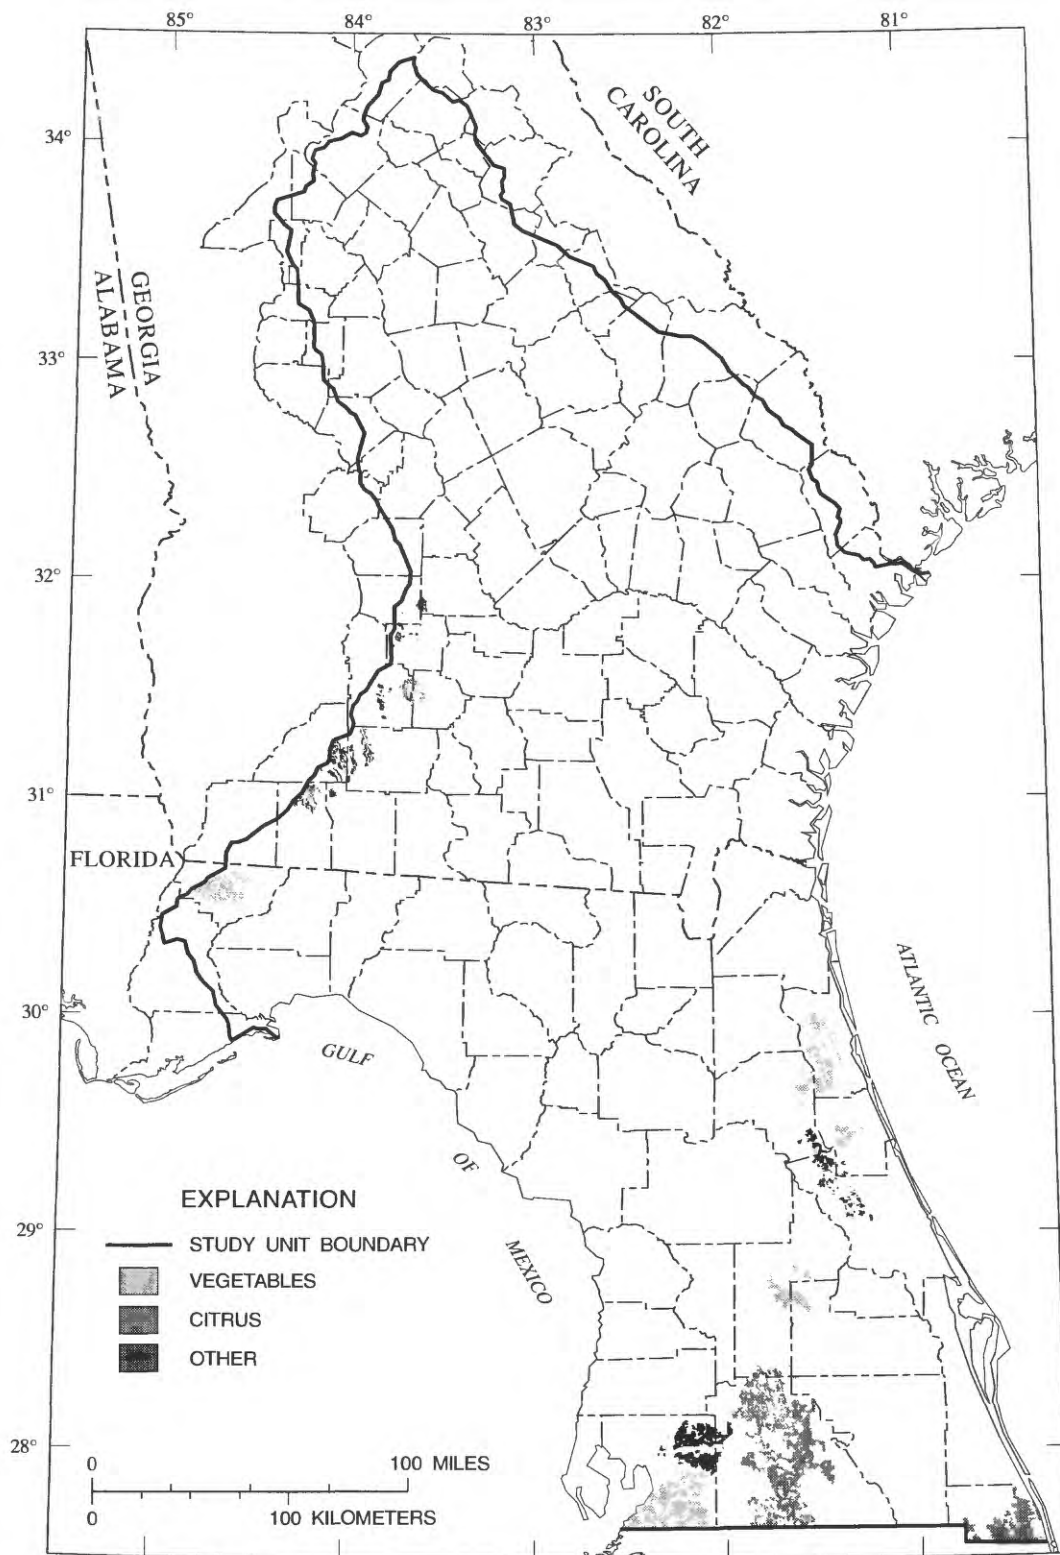 85° 84° 83° 82° 81°
34°
33°
32°
31°
30°
29°
28°
SOUTH
CAROLINA
GEORGIA
ALABAMA
FLORIDA
ATLANTIC OCEAN
GULF
OF
MEXICO
EXPLANATION
STUDY UNIT BOUNDARY
VEGETABLES
CITRUS
OTHER
0 100 MILES
0 100 KILOMETERS